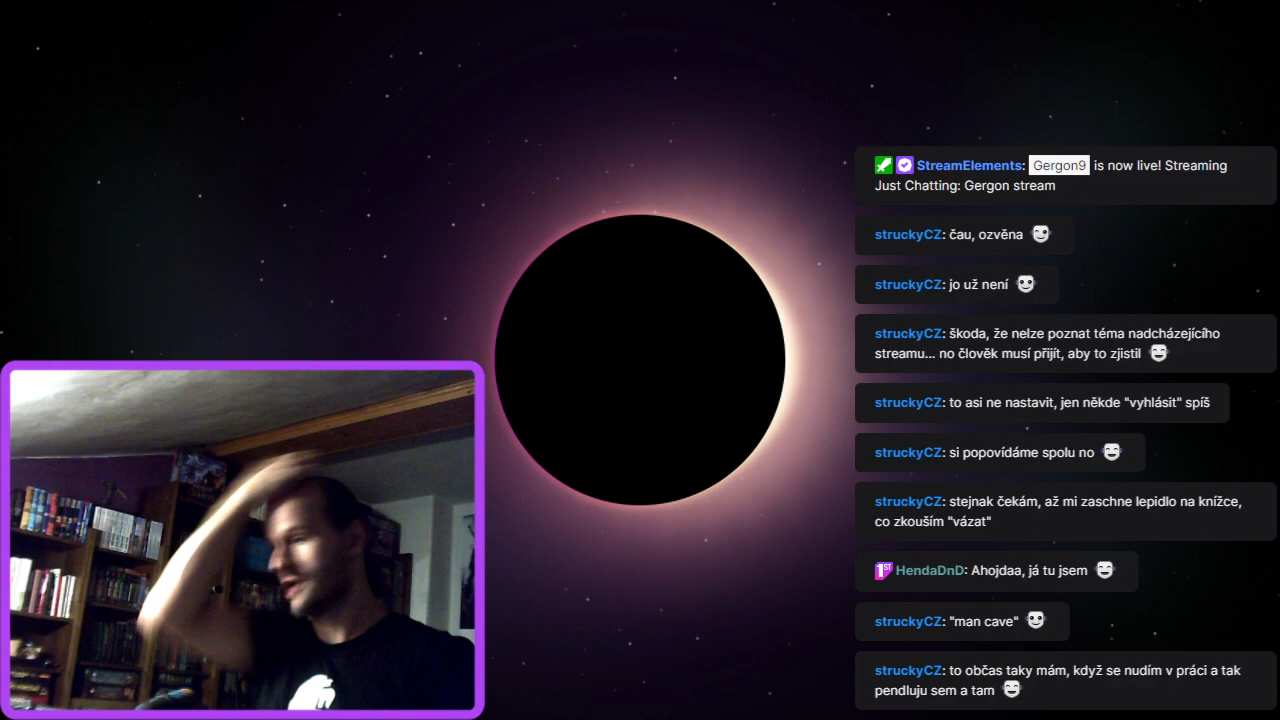 StreamElements: Gergon9 is now live! Streaming
Just Chatting: Gergon stream
struckyCZ: čau, ozvěna
struckyCZ: jo už není
struckyCZ: škoda, že nelze poznat téma nadcházejícího
streamu... no člověk musí přijít, aby to zjistil
struckyCZ: to asi ne nastavit, jen někde "vyhlásit" spíš
struckyCZ: si popovídáme spolu no
struckyCZ: stejnak čekám, až mi zaschne lepidlo na knížce,
co zkouším "vázat"
1ST HendaDnD: Ahojdaa, já tu jsem
struckyCZ: "man cave"
struckyCZ: to občas taky mám, když se nudím v práci a tak
pendluju sem a tam